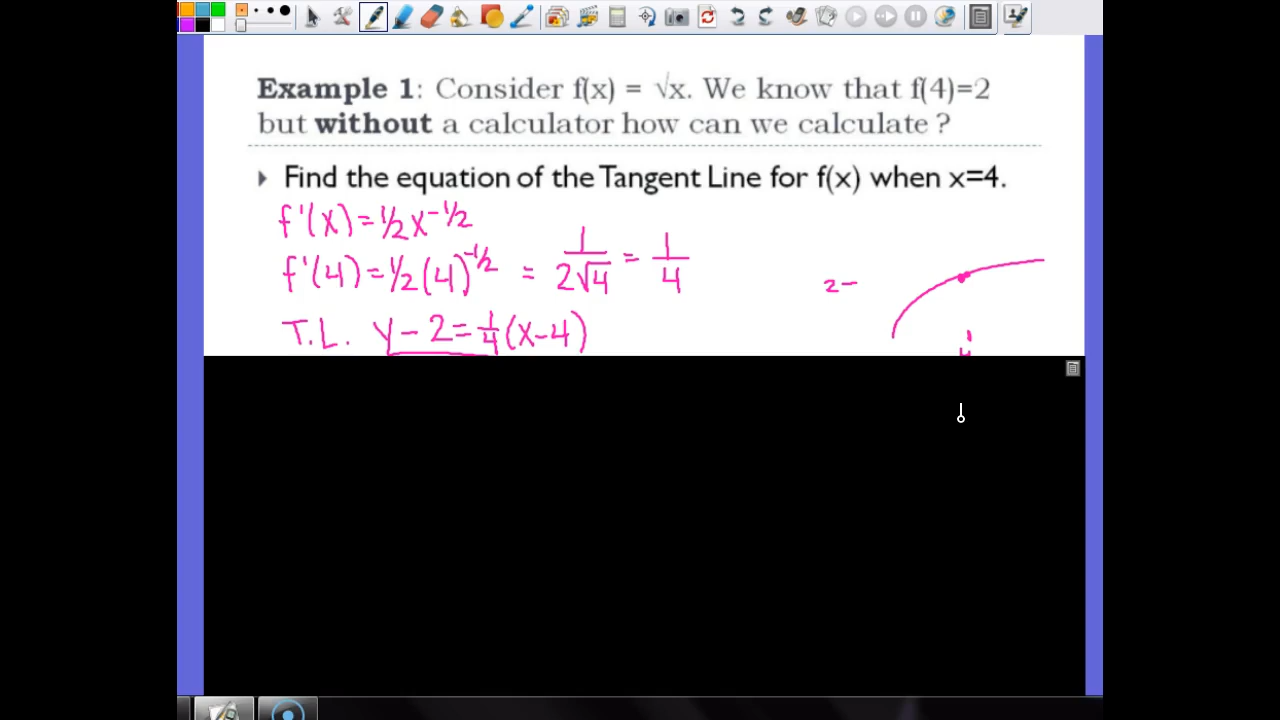 Example 1: Consider f(x) = √x. We know that f(4)=2
but without a calculator how can we calculate ?
Find the equation of the Tangent Line for f(x) when x=4.
f'(x)=1/2x^-1/2
f'(4)=1/2(4)^-1/2 = 1/2√4 = 1/4
2-
T.L. y-2=1/4(x-4)
4